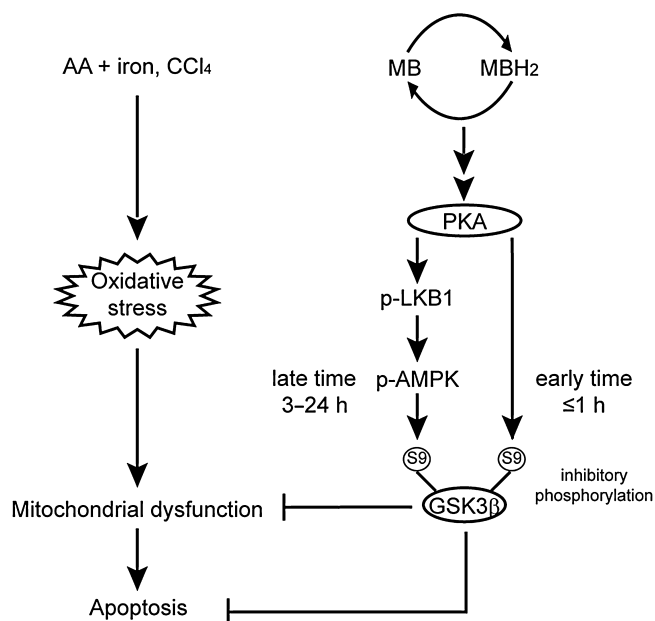 AA + iron, CCl4
MB
MBH2
PKA
Oxidative
stress
p-LKB1
late time
3–24 h
p-AMPK
early time
≤1 h
S9
S9
inhibitory
phosphorylation
Mitochondrial dysfunction
GSK3β
Apoptosis